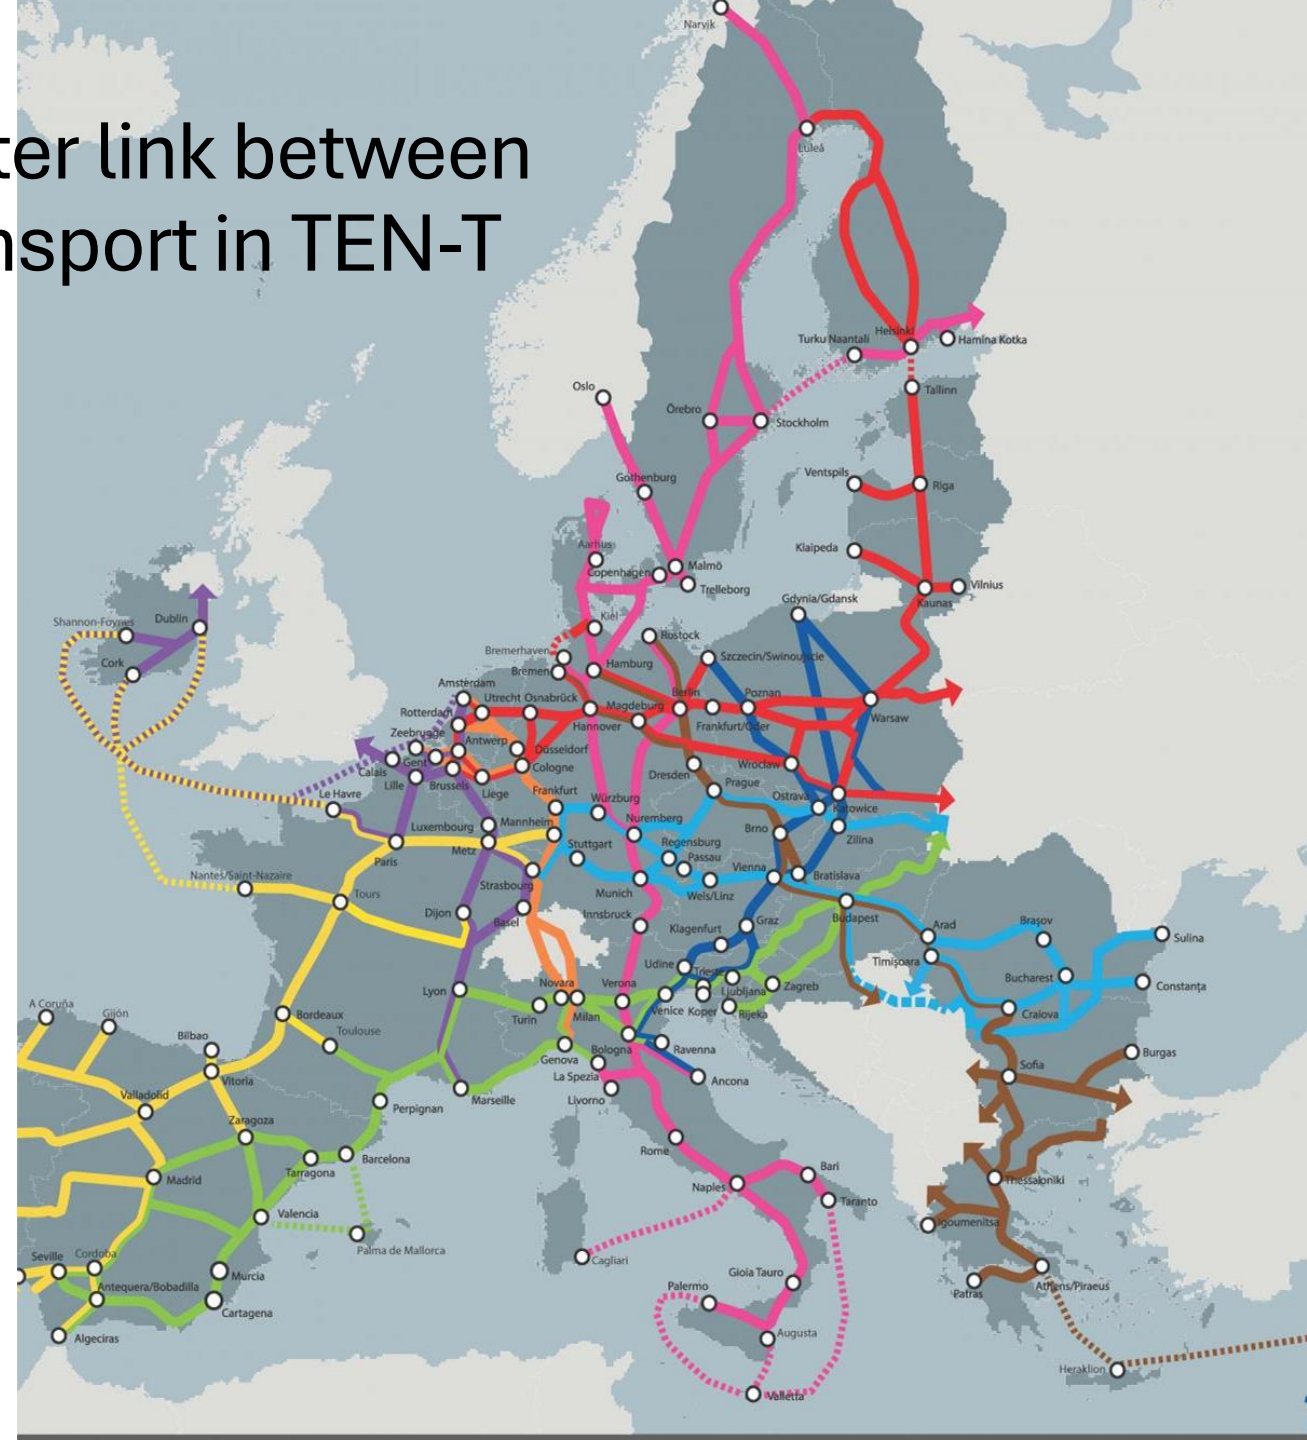 ter link between
nsport in TEN-T
Narvik
Luleå
Helsinki
Turku Naantali
Hamina Kotka
Tallinn
Oslo
Örebro
Stockholm
Ventspils
Riga
Gothenburg
Aarhus
Klaipeda
Malmö
Copenhagen
Trelleborg
Vilnius
Kaunas
Gdynia/Gdansk
Shannon-Foynes
Dublin
Kiel
Rostock
Cork
Bremerhaven
Szczecin/Swinoujscie
Bremen
Hamburg
Amsterdam
Utrecht
Osnabrück
Berlin
Poznan
Rotterdam
Magdeburg
Warsaw
Hannover
Frankfurt/Oder
Zeebrugge
Antwerp
Düsseldorf
Gent
Calais
Cologne
Wrocław
Dresden
Lille
Brussels
Liege
Prague
Le Havre
Frankfurt
Würzburg
Ostrava
Katowice
Luxembourg
Mannheim
Nuremberg
Brno
Zilina
Stuttgart
Regensburg
Metz
Paris
Passau
Vienna
Bratislava
Nantes/Saint-Nazaire
Strasbourg
Munich
Wels/Linz
Tours
Dijon
Basel
Innsbruck
Graz
Budapest
Klagenfurt
Arad
Braşov
Sulina
Udine
Trieste
Timişoara
Lyon
Novara
Verona
Ljubljana
Zagreb
Bucharest
Constanţa
A Coruña
Gijón
Bordeaux
Turin
Milan
Venice
Koper
Rijeka
Craiova
Bilbao
Toulouse
Genova
Bologna
Ravenna
Burgas
Vitoria
La Spezia
Sofia
Ancona
Valladolid
Marseille
Livorno
Perpignan
Zaragoza
Rome
Barcelona
Tarragona
Madrid
Bari
Naples
Thessaloniki
Taranto
Valencia
Igoumenitsa
Palma de Mallorca
Seville
Cordoba
Cagliari
Murcia
Gioia Tauro
Antequera/Bobadilla
Palermo
Patras
Athens/Piraeus
Cartagena
Algeciras
Augusta
Heraklion
Valletta